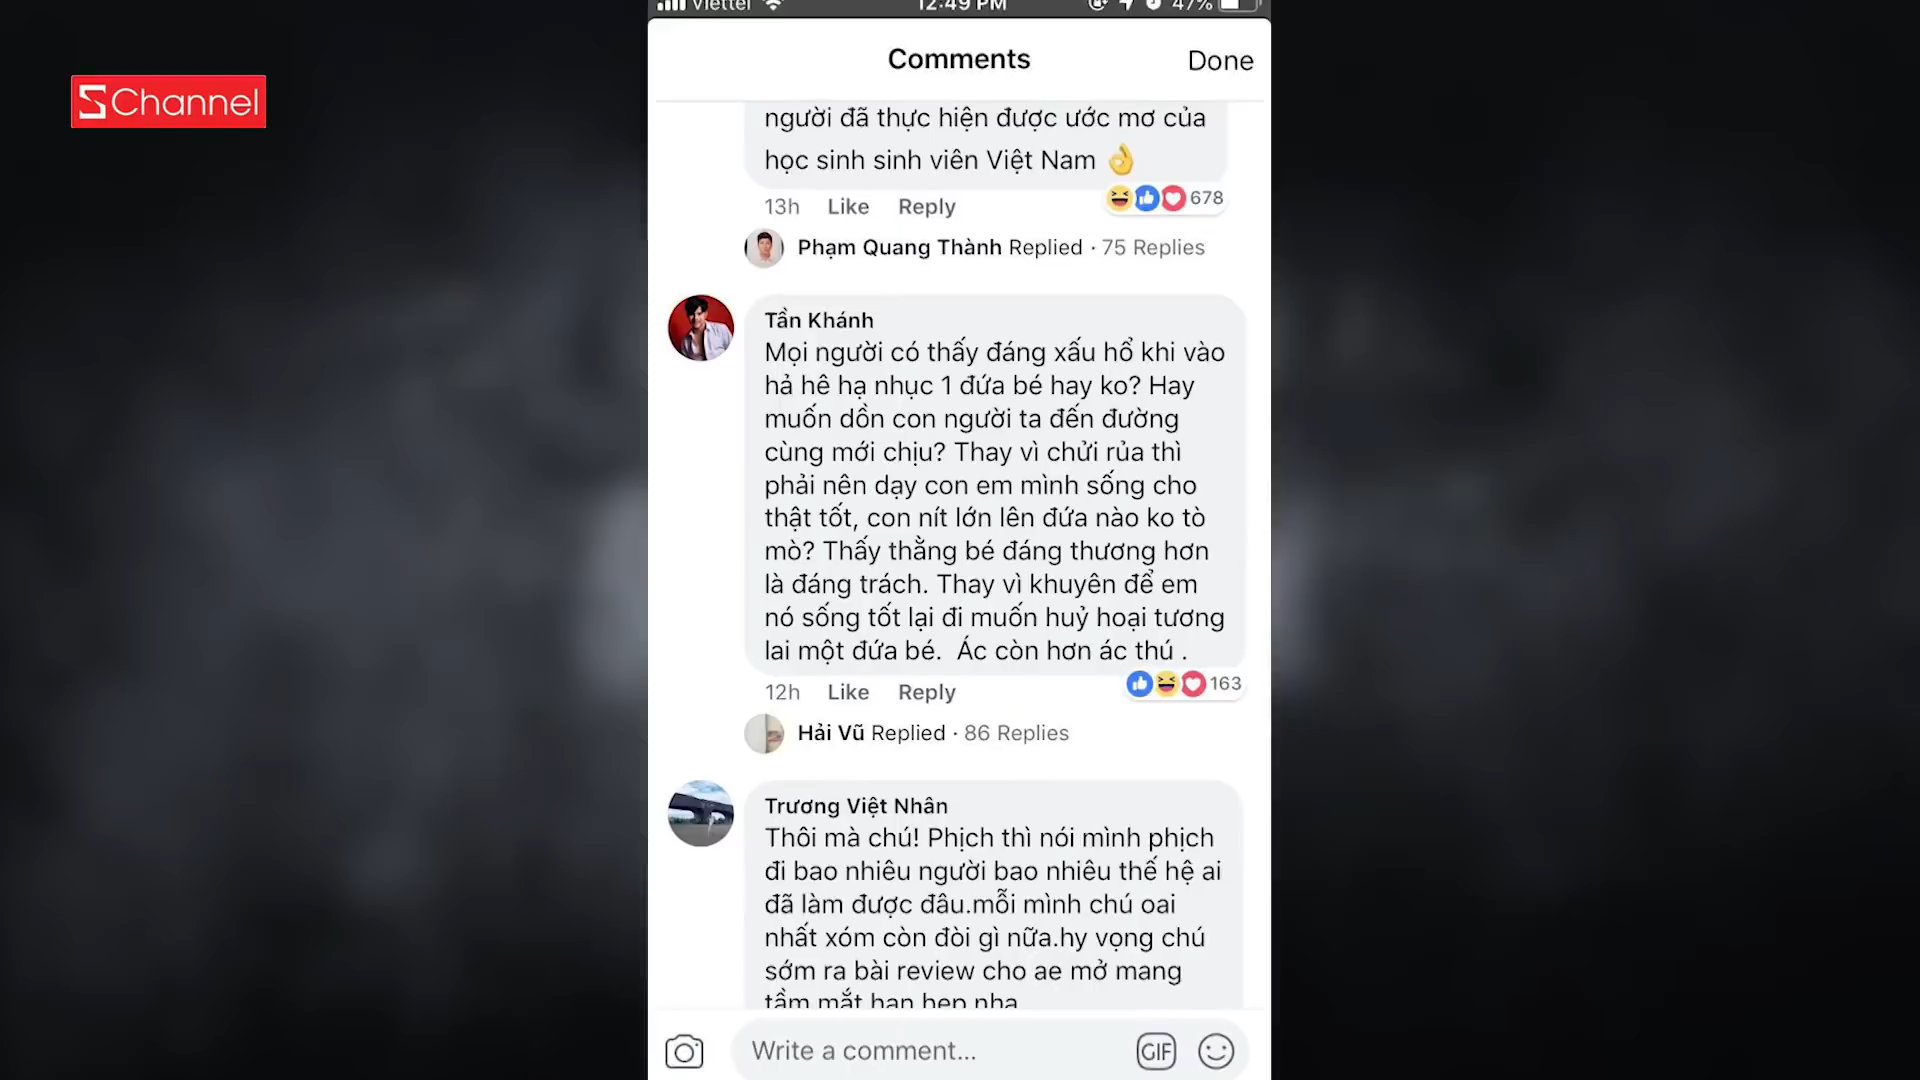 Viettel
12:49 PM
47%
Comments
Done
SChannel
người đã thực hiện được ước mơ của
học sinh sinh viên Việt Nam 👌
678
13h Like Reply
Phạm Quang Thành Replied · 75 Replies
Tần Khánh
Mọi người có thấy đáng xấu hổ khi vào
hả hê hạ nhục 1 đứa bé hay ko? Hay
muốn dồn con người ta đến đường
cùng mới chịu? Thay vì chửi rủa thì
phải nên dạy con em mình sống cho
thật tốt, con nít lớn lên đứa nào ko tò
mò? Thấy thằng bé đáng thương hơn
là đáng trách. Thay vì khuyên để em
nó sống tốt lại đi muốn huỷ hoại tương
lai một đứa bé. Ác còn hơn ác thú .
163
12h Like Reply
Hải Vũ Replied · 86 Replies
Trương Việt Nhân
Thôi mà chú! Phịch thì nói mình phịch
đi bao nhiêu người bao nhiêu thế hệ ai
đã làm được đâu.mỗi mình chú oai
nhất xóm còn đòi gì nữa.hy vọng chú
sớm ra bài review cho ae mở mang
tầm mắt hạn hẹp nha
Write a comment...
GIF